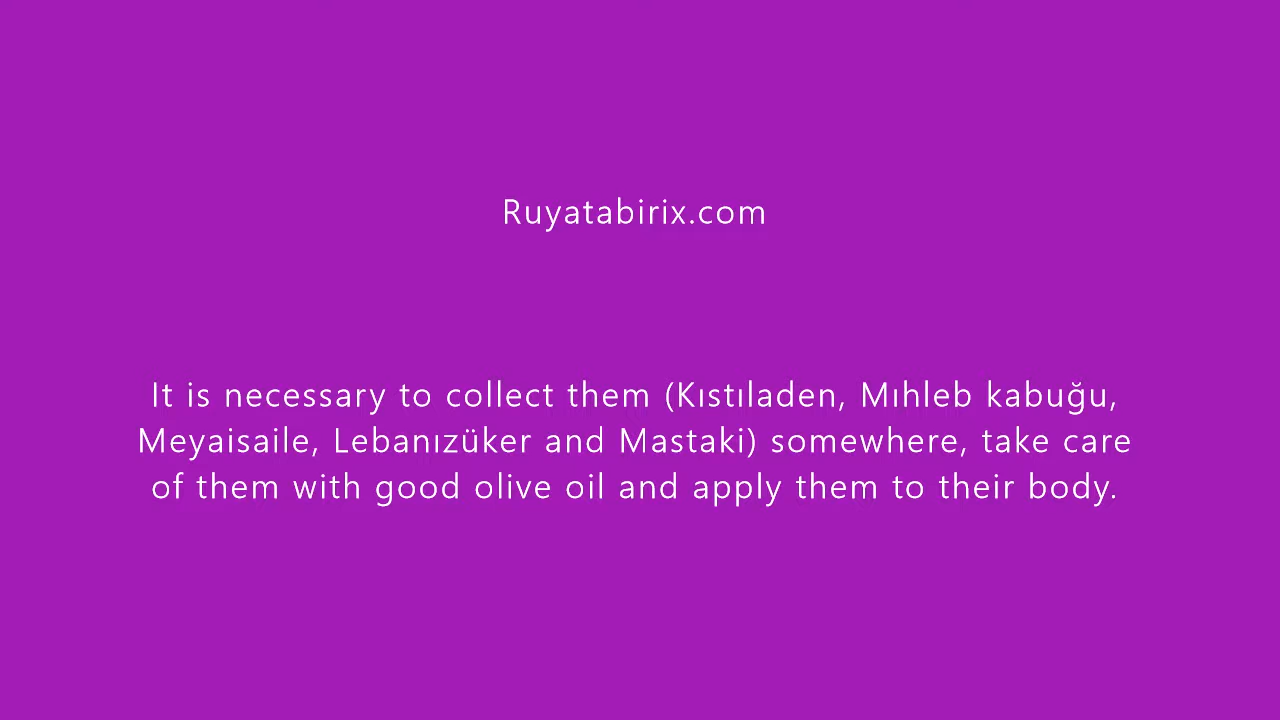 Ruyatabirix.com
It is necessary to collect them (Kıstıladen, Mıhleb kabuğu,
Meyaisaile, Lebanızüker and Mastaki) somewhere, take care
of them with good olive oil and apply them to their body.